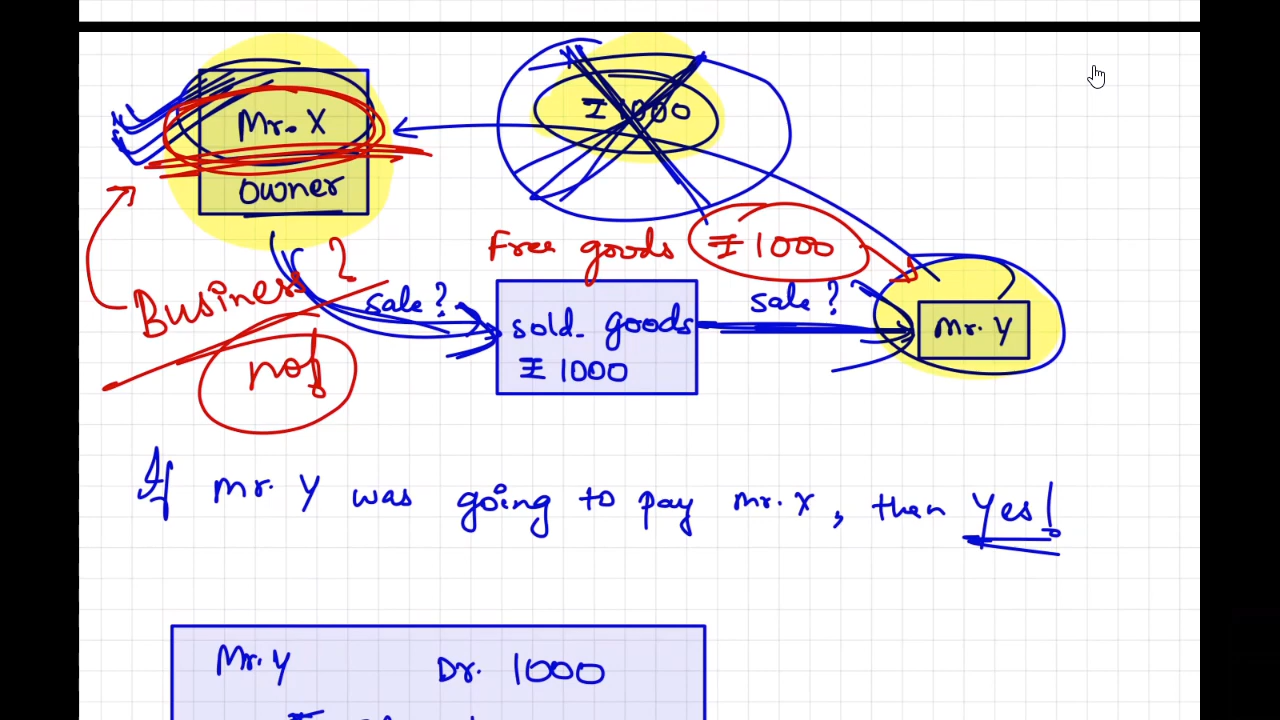 Mr. X
owner
₹ 1000
Free goods ₹ 1000
Business ?
not
sale ?
sold goods
₹ 1000
sale ?
Mr. Y
If Mr. Y was going to pay Mr. X, then Yes!
Mr. Y Dr. 1000